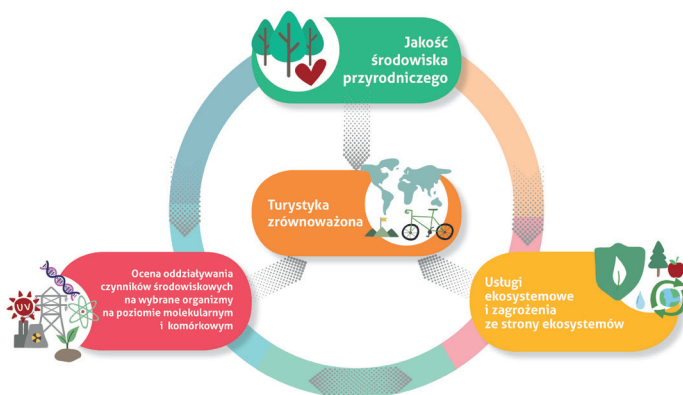 Jakość
środowiska
przyrodniczego
Turystyka
zrównoważona
Ocena oddziaływania
czynników środowiskowych
na wybrane organizmy
na poziomie molekularnym
i komórkowym
UV
Usługi
ekosystemowe
i zagrożenia
ze strony ekosystemów